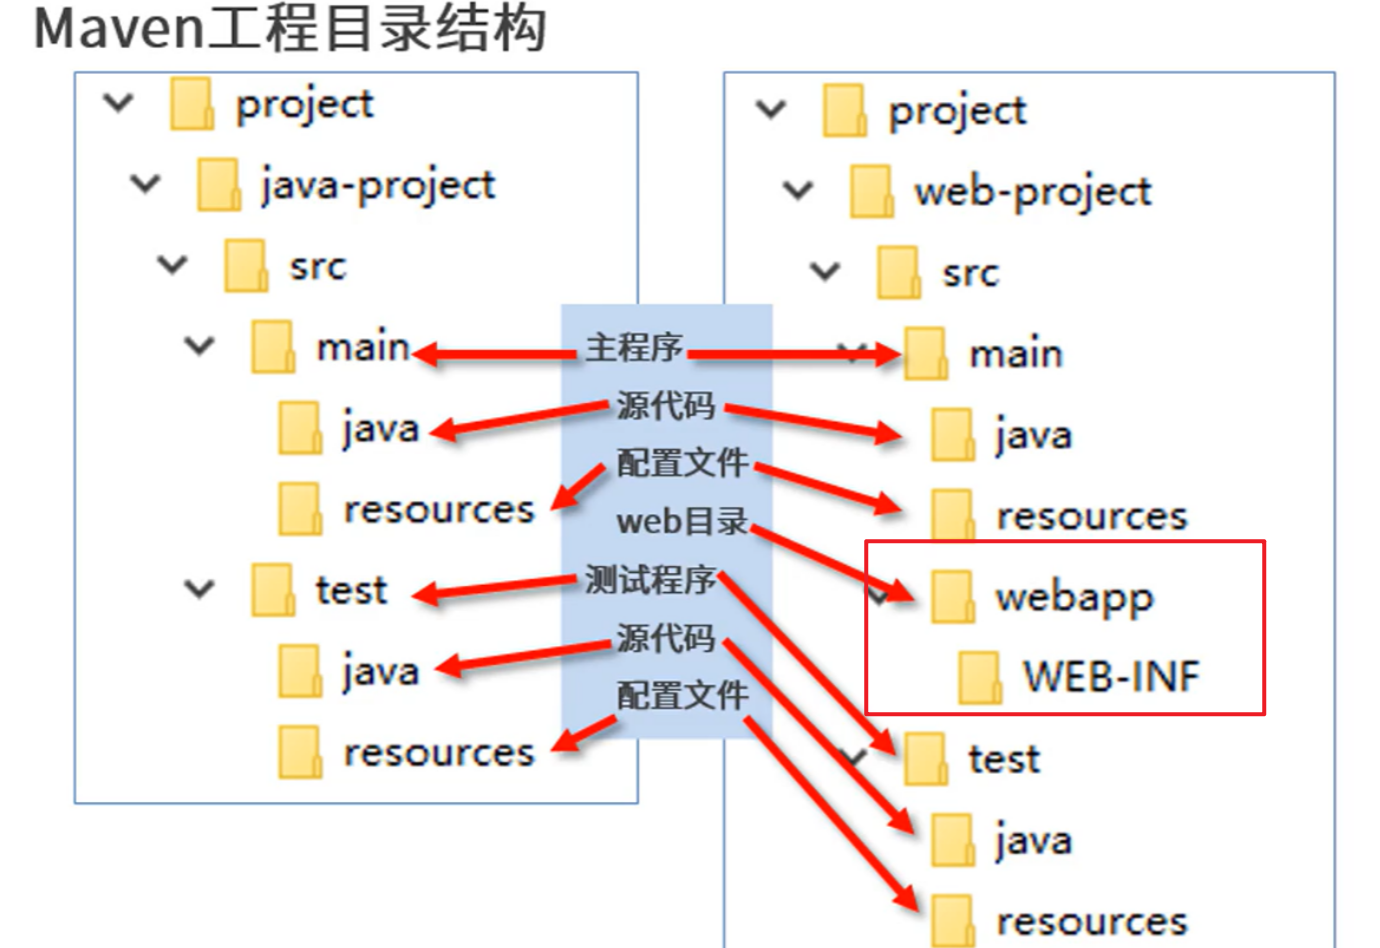 Maven工程目录结构
project
java-project
src
main
java
resources
test
java
resources
主程序
源代码
配置文件
web目录
测试程序
源代码
配置文件
project
web-project
src
main
java
resources
webapp
WEB-INF
test
java
resources